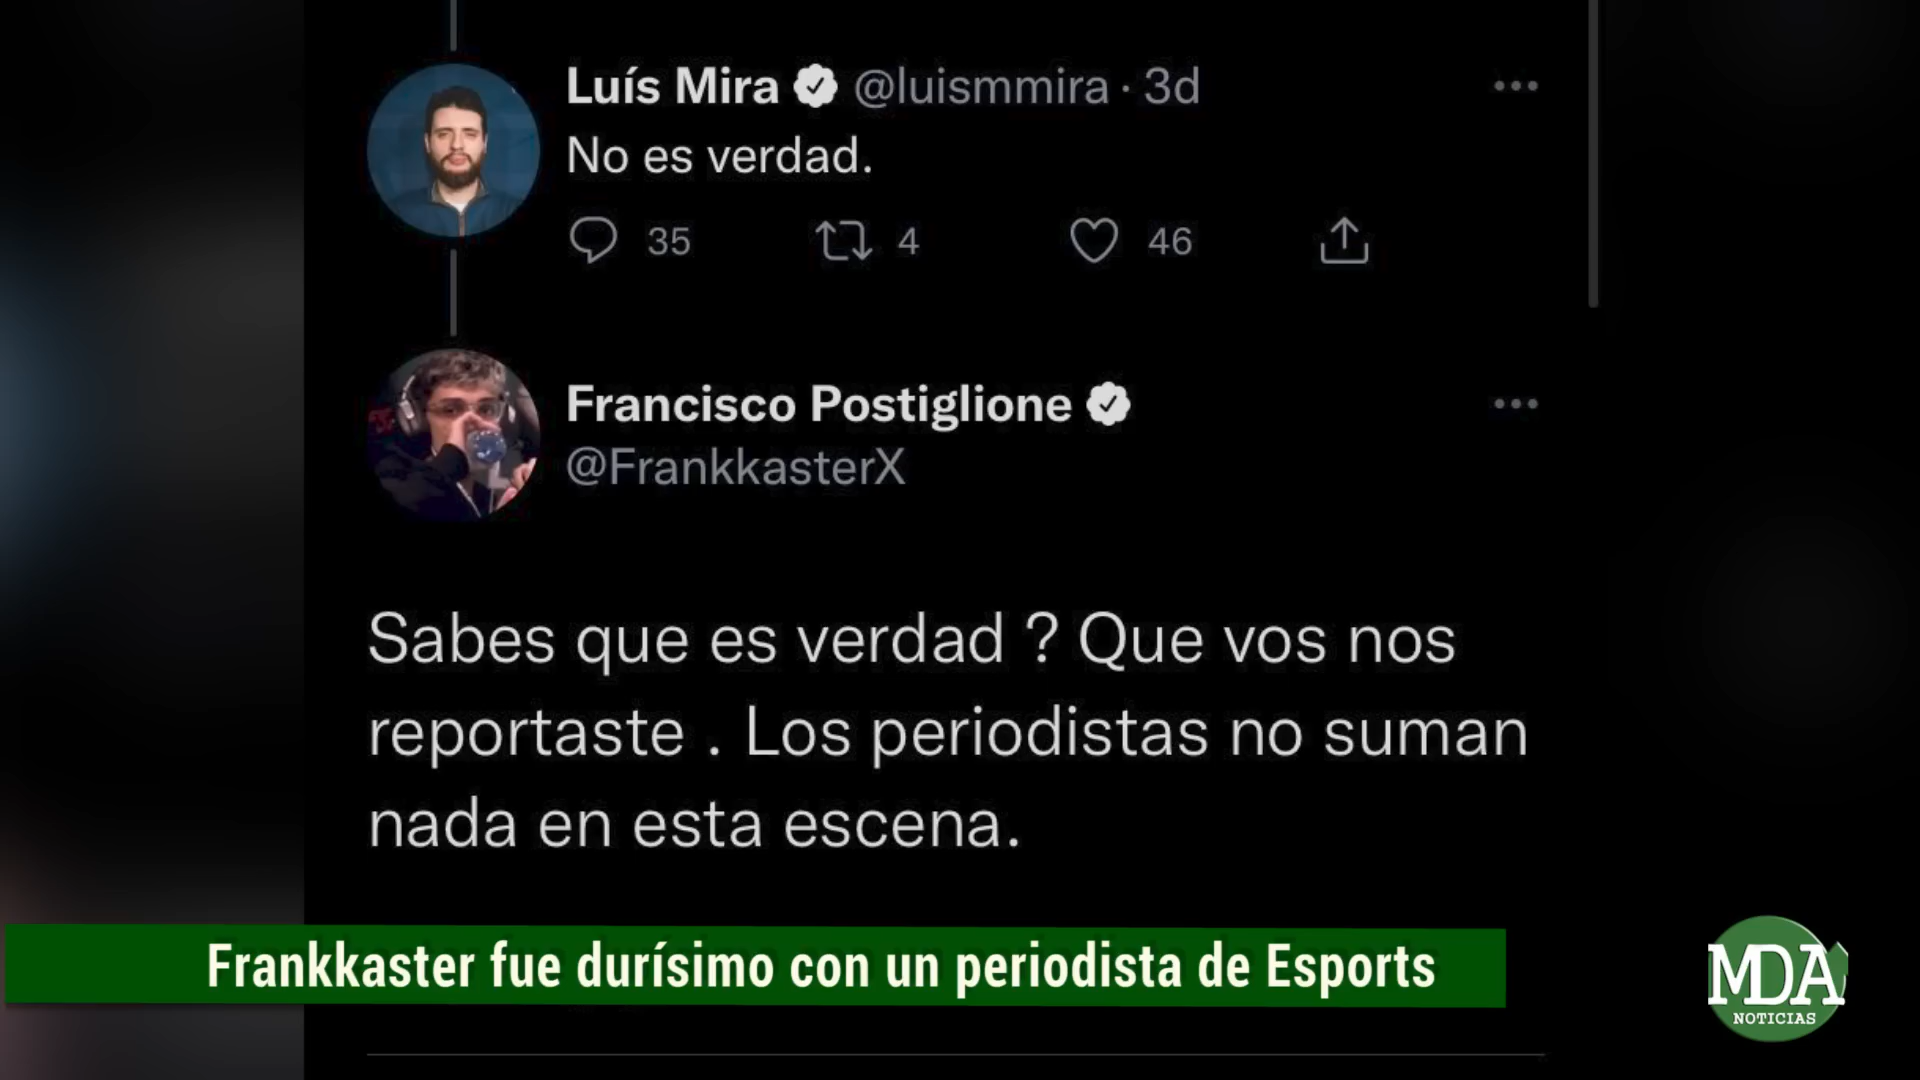 Luís Mira @luismmira · 3d
No es verdad.
35 4 46
Francisco Postiglione
@FrankkasterX
Sabes que es verdad ? Que vos nos
reportaste . Los periodistas no suman
nada en esta escena.
Frankkaster fue durísimo con un periodista de Esports
MDA
NOTICIAS